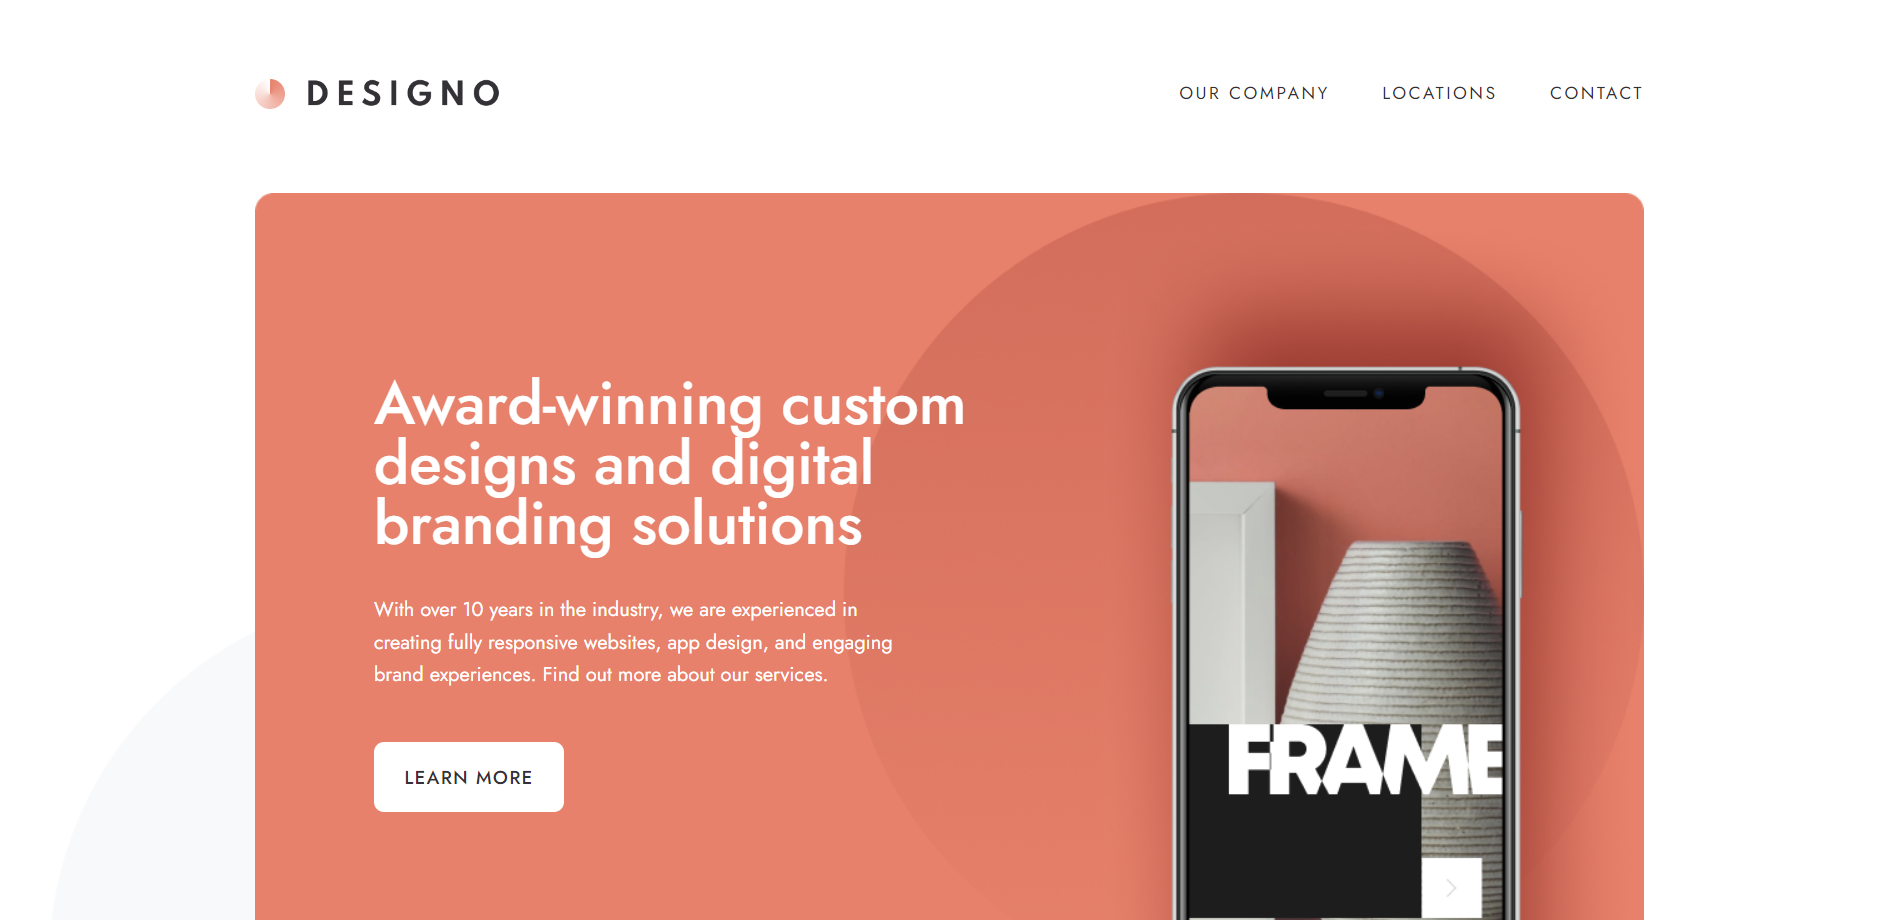 DESIGNO
OUR COMPANY LOCATIONS CONTACT
Award-winning custom
designs and digital
branding solutions
With over 10 years in the industry, we are experienced in
creating fully responsive websites, app design, and engaging
brand experiences. Find out more about our services.
LEARN MORE
FRAME